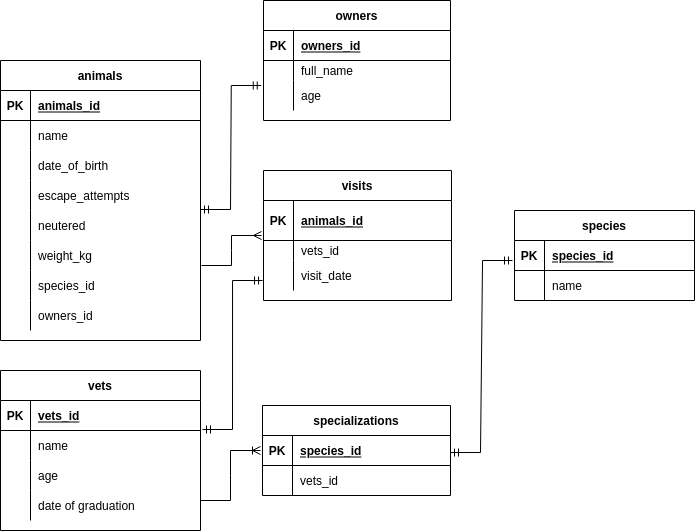 owners
PK owners_id
full_name
age
animals
PK animals_id
name
date_of_birth
escape_attempts
neutered
weight_kg
species_id
owners_id
visits
PK animals_id
vets_id
visit_date
species
PK species_id
name
vets
PK vets_id
name
age
date of graduation
specializations
PK species_id
vets_id